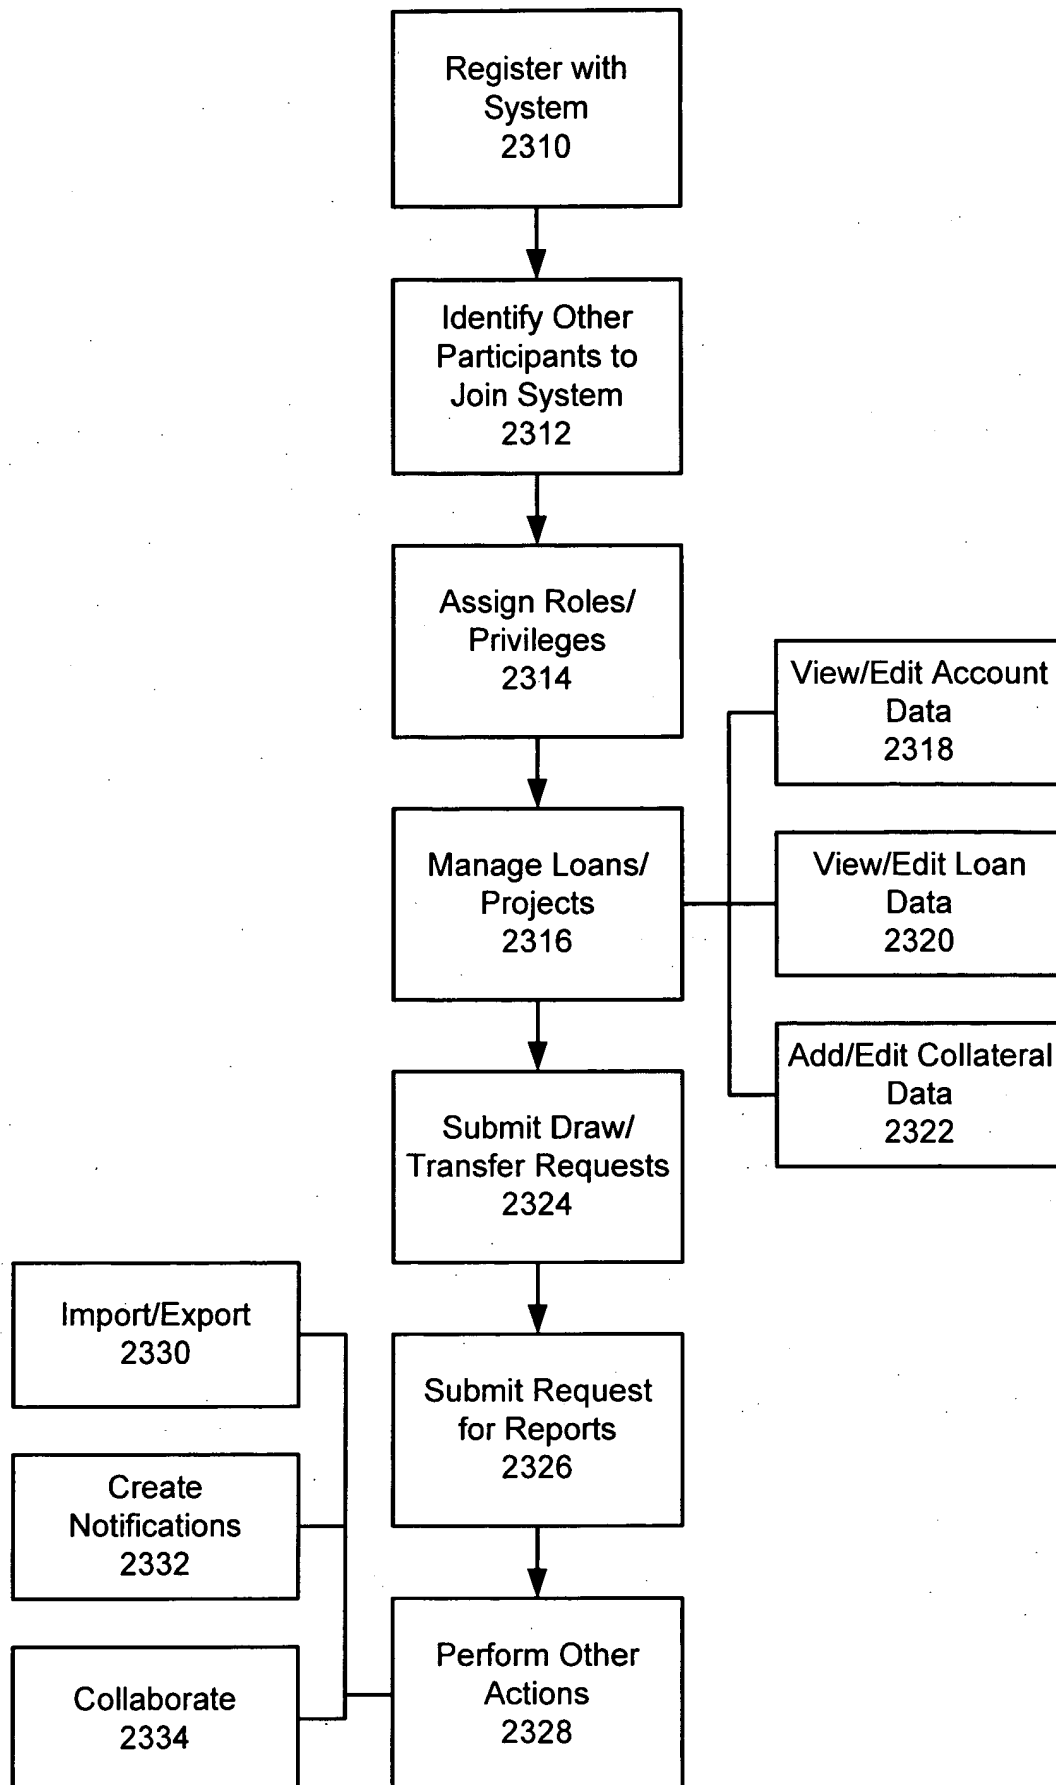 Register with
System
2310
Identify Other
Participants to
Join System
2312
Assign Roles/
Privileges
2314
Manage Loans/
Projects
2316
View/Edit Account
Data
2318
View/Edit Loan
Data
2320
Add/Edit Collateral
Data
2322
Submit Draw/
Transfer Requests
2324
Submit Request
for Reports
2326
Perform Other
Actions
2328
Import/Export
2330
Create
Notifications
2332
Collaborate
2334